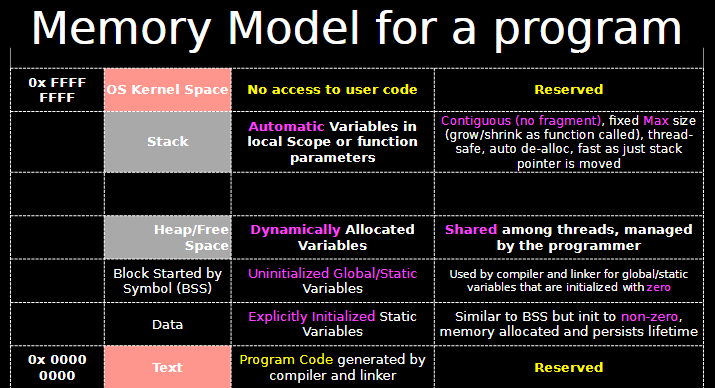 Memory Model for a program
0x FFFF
FFFF
OS Kernel Space
No access to user code
Reserved
Stack
Automatic Variables in
local Scope or function
parameters
Contiguous (no fragment), fixed Max size
(grow/shrink as function called), thread-
safe, auto de-alloc, fast as just stack
pointer is moved
Heap/Free
Space
Dynamically Allocated
Variables
Shared among threads, managed
by the programmer
Block Started by
Symbol (BSS)
Uninitialized Global/Static
Variables
Used by compiler and linker for global/static
variables that are initialized with zero
Data
Explicitly Initialized Static
Variables
Similar to BSS but init to non-zero,
memory allocated and persists lifetime
0x 0000
0000
Text
Program Code generated by
compiler and linker
Reserved